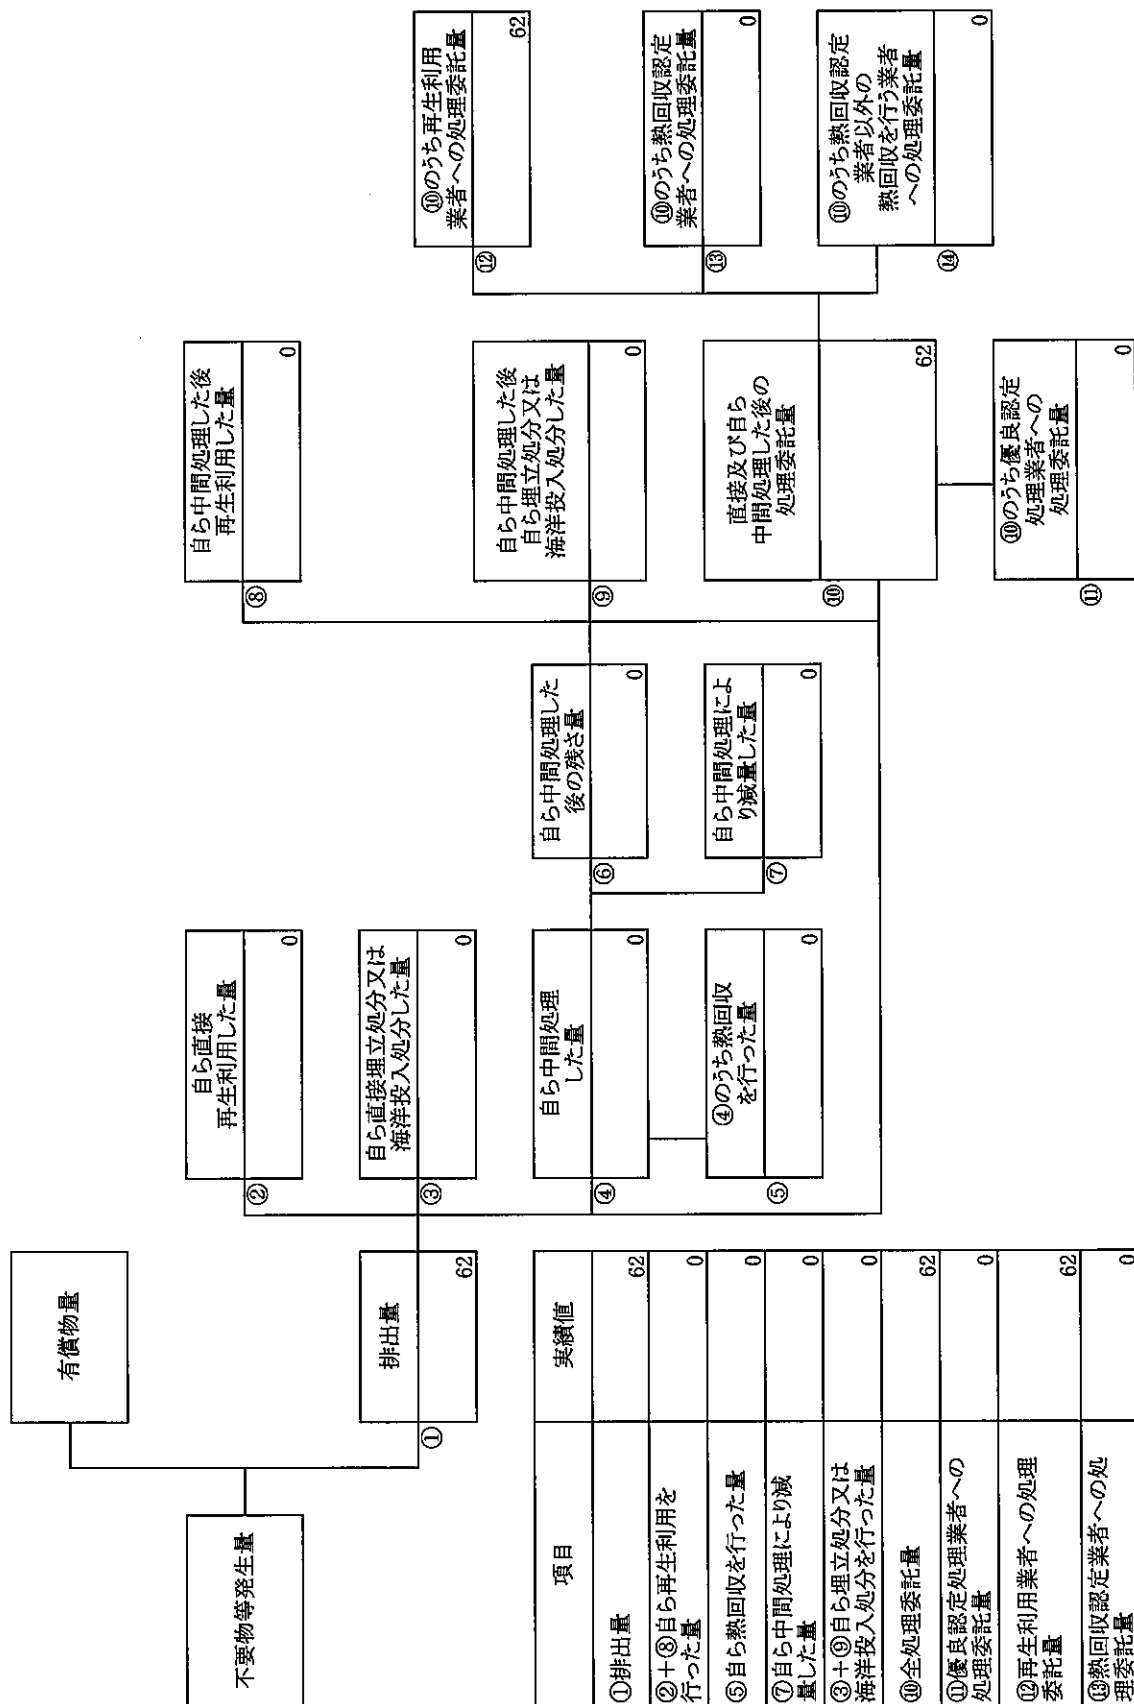 不要物等発生量
有償物量
①
排出量
62
②
自ら直接
再生利用した量
0
③
自ら直接埋立処分又は
海洋投入処分した量
0
④
自ら中間処理
した量
0
⑤
④のうち熱回収
を行った量
0
⑥
自ら中間処理した
後の残さ量
0
⑦
自ら中間処理によ
り減量した量
0
⑧
自ら中間処理した後
再生利用した量
0
⑨
自ら中間処理した後
自ら埋立処分又は
海洋投入処分した量
0
⑩
直接及び自ら
中間処理した後の
処理委託量
62
⑪
⑩のうち優良認定
処理業者への
処理委託量
0
⑫
⑩のうち再生利用
業者への処理委託量
62
⑬
⑩のうち熱回収認定
業者への処理委託量
0
⑭
⑩のうち熱回収認定
業者以外の
熱回収を行う業者
への処理委託量
0
項目 実績値
①排出量 62
②+⑧自ら再生利用を
行った量 0
⑤自ら熱回収を行った量 0
⑦自ら中間処理により減
量した量 0
③+⑨自ら埋立処分又は
海洋投入処分を行った量 0
⑩全処理委託量 62
⑪優良認定処理業者への
処理委託量 0
⑫再生利用業者への処理
委託量 62
⑬熱回収認定業者への処
理委託量 0